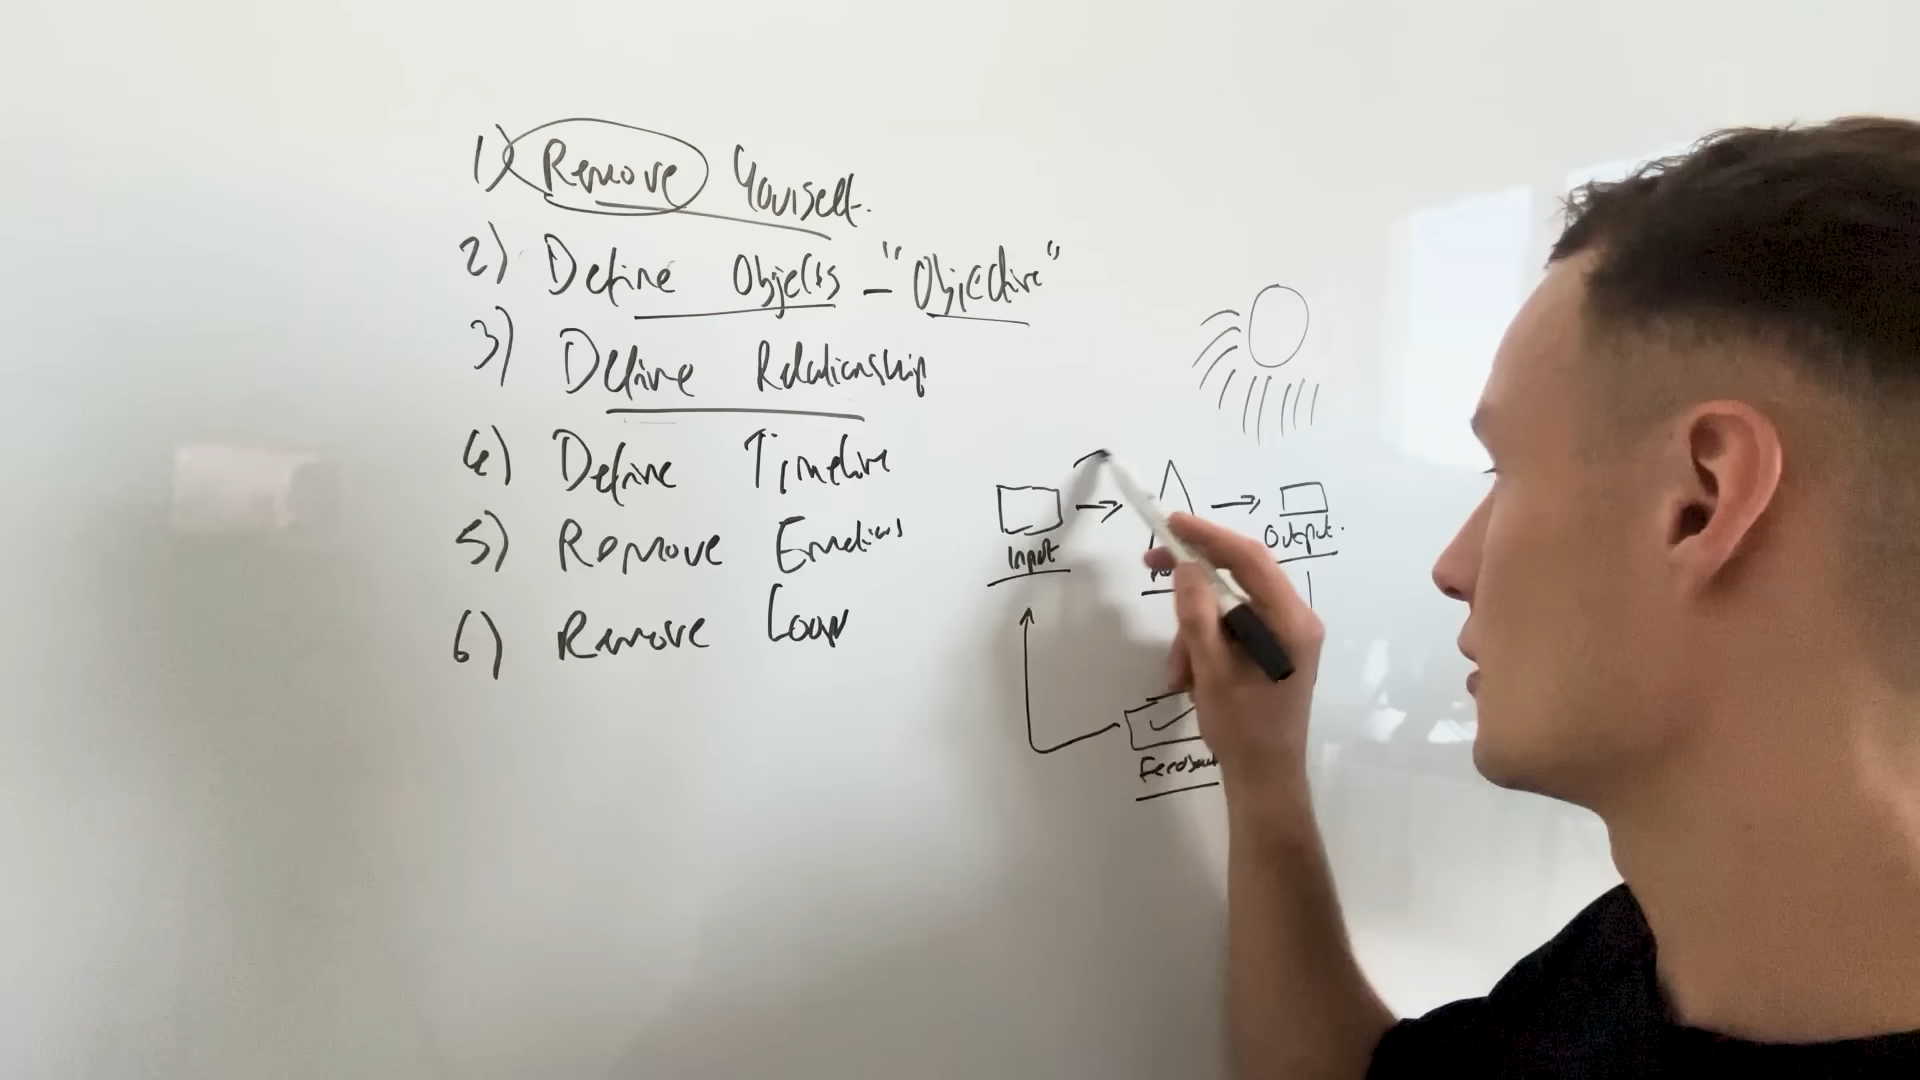 1) Remove Yourself.
2) Define Objects - "Objective"
3) Define Relationship
4) Define Timeline
5) Remove Emotions
6) Remove Loop
Input
Output.